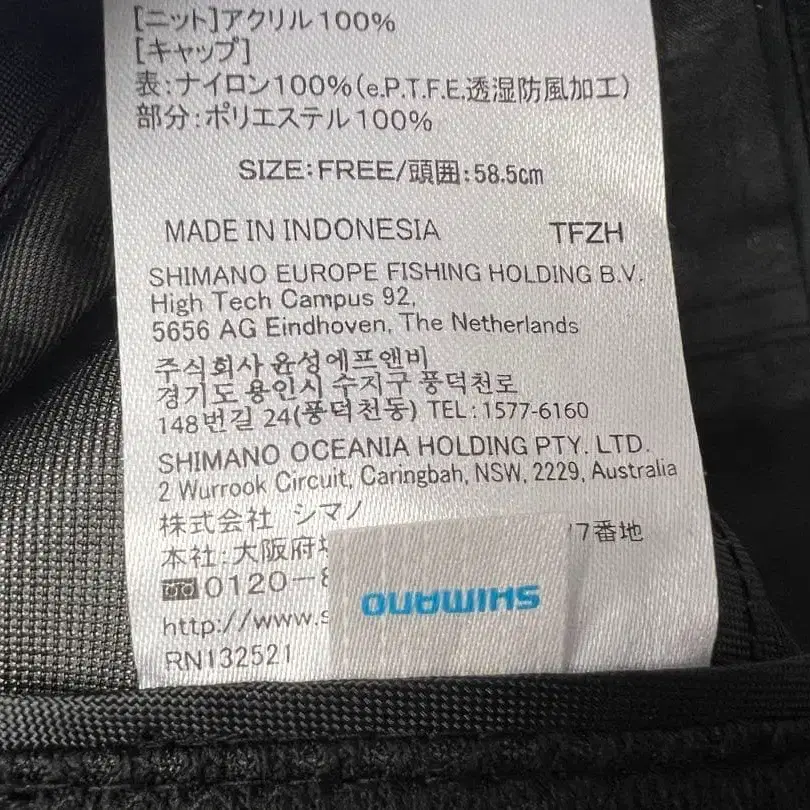 [ニット]アクリル100%
[キャップ]
表:ナイロン100%(e.P.T.F.E.透湿防風加工)
部分:ポリエステル100%
SIZE:FREE/頭囲:58.5cm
MADE IN INDONESIA TFZH
SHIMANO EUROPE FISHING HOLDING B.V.
High Tech Campus 92,
5656 AG Eindhoven, The Netherlands
주식회사 윤성에프앤비
경기도 용인시 수지구 풍덕천로
148번길 24(풍덕천동) TEL:1577-6160
SHIMANO OCEANIA HOLDING PTY. LTD.
2 Wurrook Circuit, Caringbah, NSW, 2229, Australia
株式会社 シマノ
本社:大阪府 7番地
0120-8
http://www.s
RN132521
SHIMANO